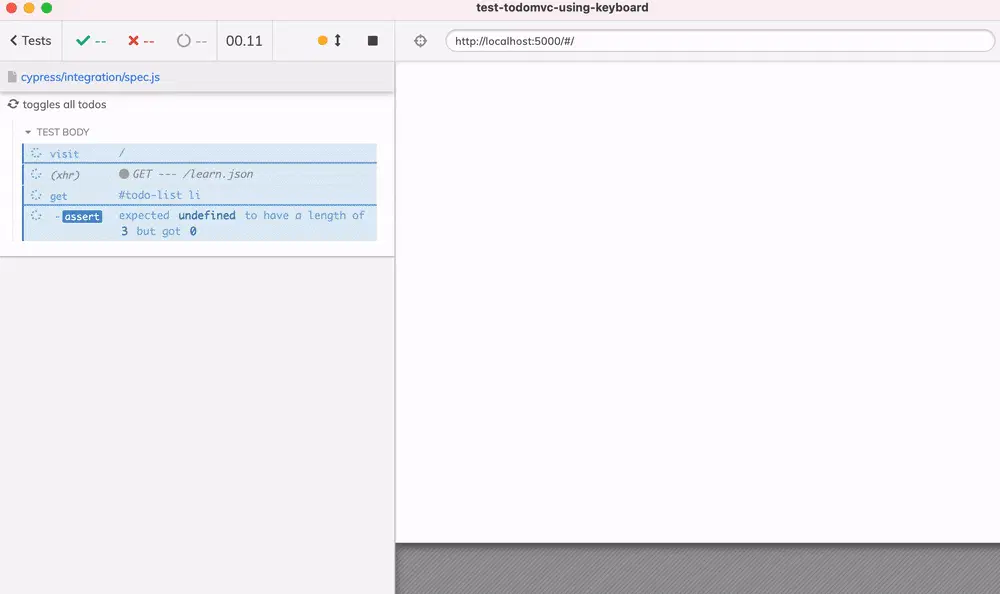 test-todomvc-using-keyboard
Tests -- -- -- 00.11 http://localhost:5000/#/
cypress/integration/spec.js
toggles all todos
TEST BODY
visit /
(xhr) GET --- /learn.json
get #todo-list li
-assert expected undefined to have a length of
3 but got 0